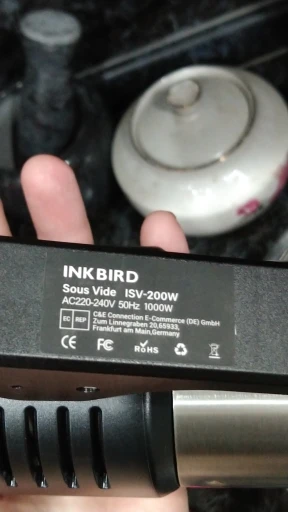 INKBIRD
Sous Vide ISV-200W
AC220-240V 50Hz 1000W
EC REP
C&E Connection E-Commerce (DE) GmbH
Zum Linnegraben 20,65933,
Frankfurt am Main,Germany
CE FC RoHS